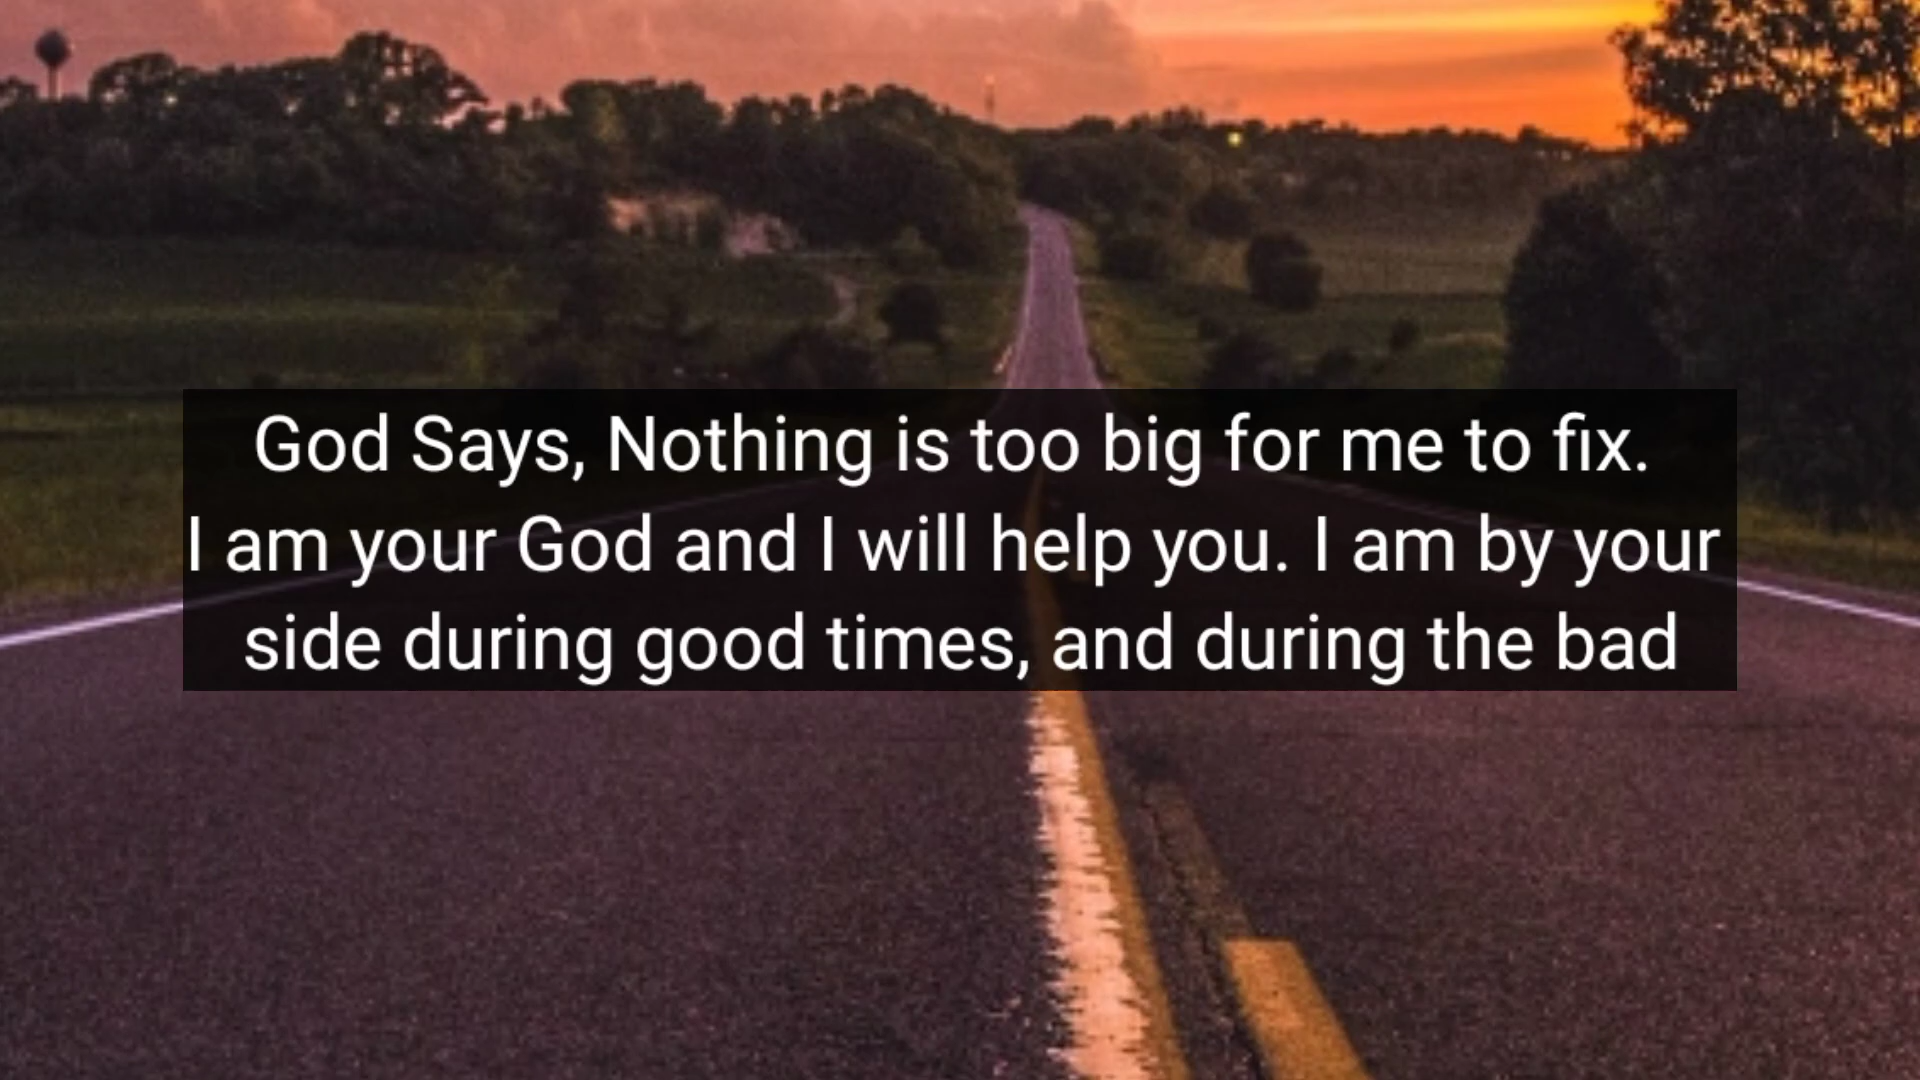 God Says, Nothing is too big for me to fix.
I am your God and I will help you. I am by your
side during good times, and during the bad